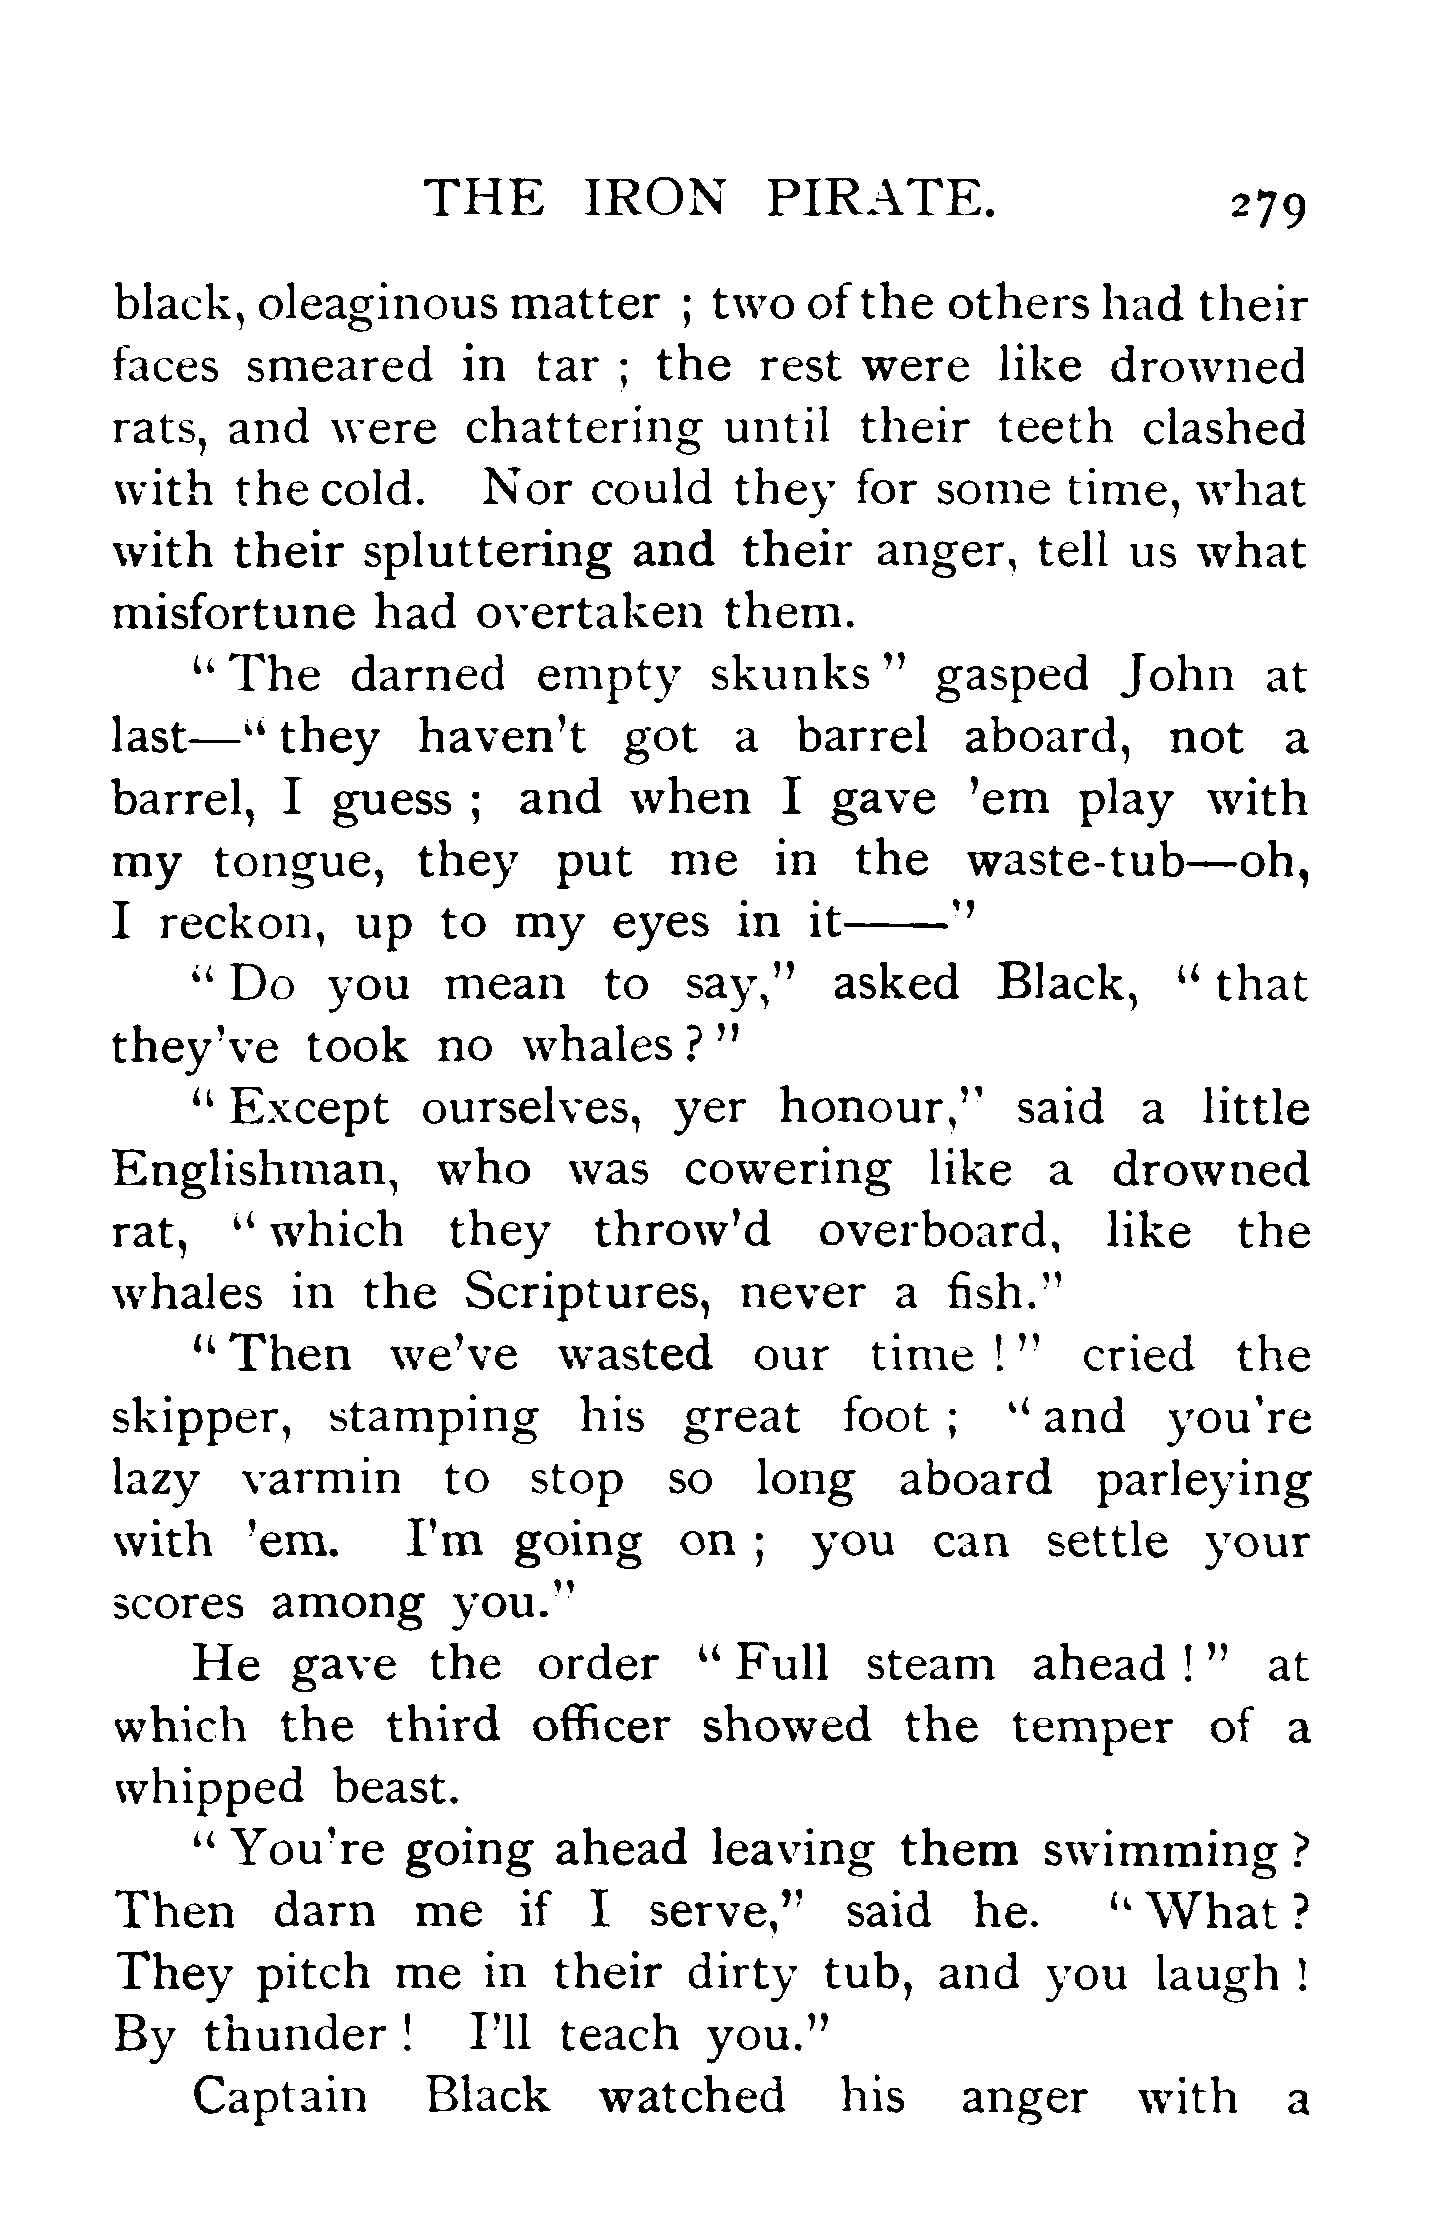 THE IRON PIRATE. 279
black, oleaginous matter ; two of the others had their
faces smeared in tar ; the rest were like drowned
rats, and were chattering until their teeth clashed
with the cold. Nor could they for some time, what
with their spluttering and their anger, tell us what
misfortune had overtaken them.
“ The darned empty skunks ” gasped John at
last—“ they haven't got a barrel aboard, not a
barrel, I guess ; and when I gave 'em play with
my tongue, they put me in the waste-tub—oh,
I reckon, up to my eyes in it——”
“ Do you mean to say,” asked Black, “ that
they've took no whales ? ”
“ Except ourselves, yer honour,” said a little
Englishman, who was cowering like a drowned
rat, “ which they throw'd overboard, like the
whales in the Scriptures, never a fish.”
“ Then we've wasted our time ! ” cried the
skipper, stamping his great foot ; “ and you're
lazy varmin to stop so long aboard parleying
with 'em. I'm going on ; you can settle your
scores among you.”
He gave the order “ Full steam ahead ! ” at
which the third officer showed the temper of a
whipped beast.
“ You're going ahead leaving them swimming ?
Then darn me if I serve,” said he. “ What ?
They pitch me in their dirty tub, and you laugh !
By thunder ! I'll teach you.”
Captain Black watched his anger with a